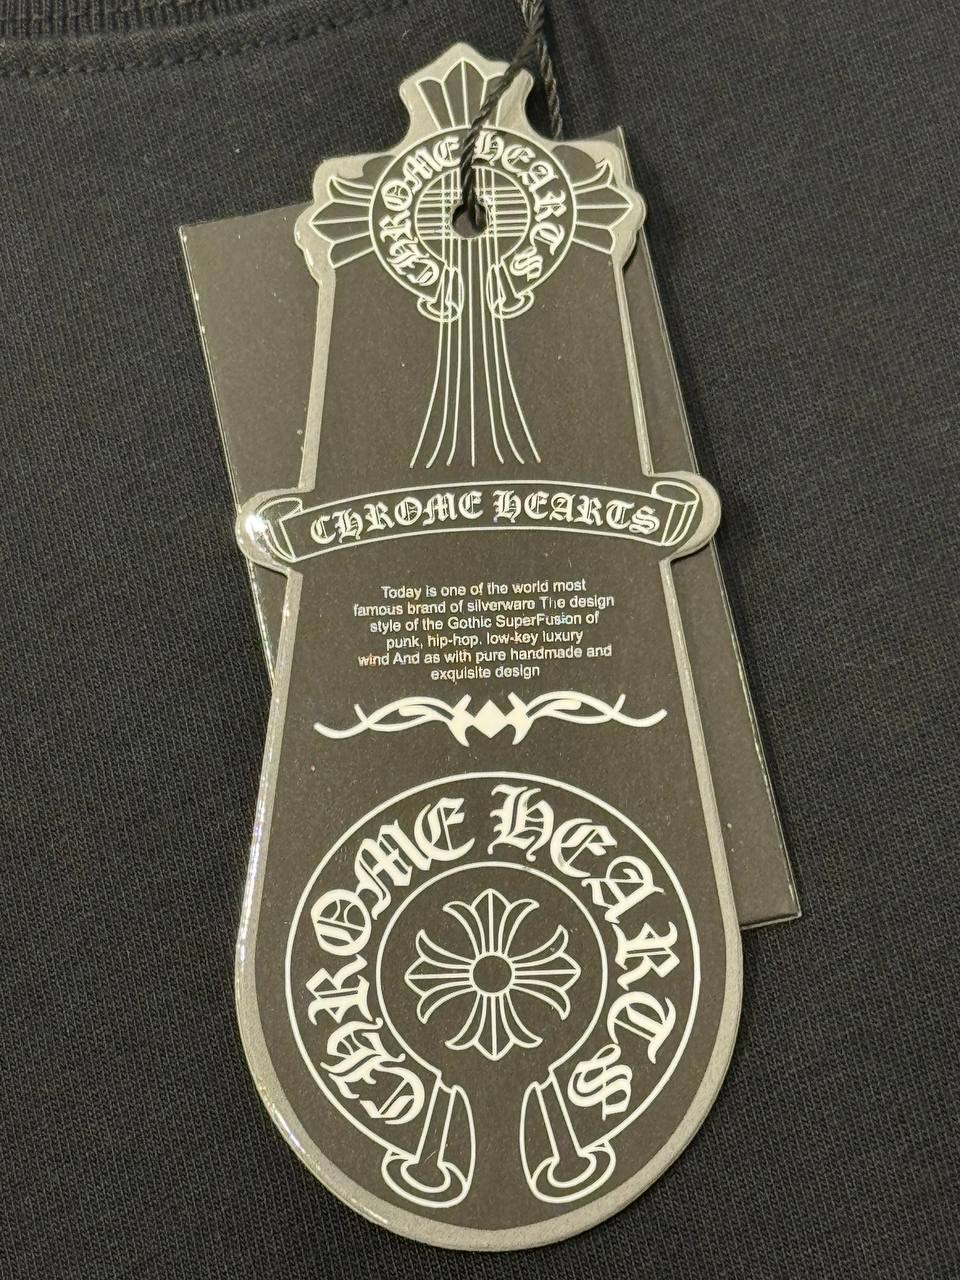 CHROME HEARTS
CHROME HEARTS
Today is one of the world most
famous brand of silverware The design
style of the Gothic SuperFusion of
punk, hip-hop. low-key luxury
wind And as with pure handmade and
exquisite design
CHROME HEARTS